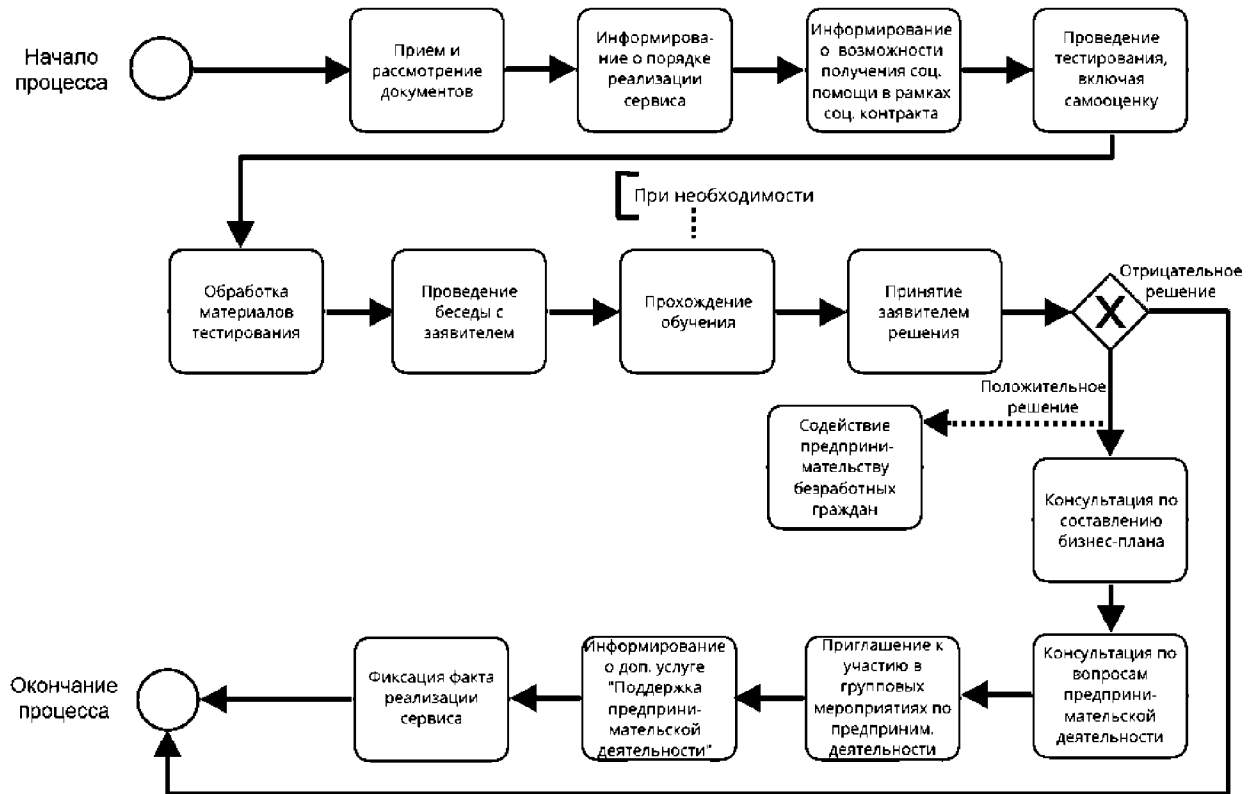 Начало
процесса
Прием и
рассмотрение
документов
Информирова-
ние о порядке
реализации
сервиса
Информирование
о возможности
получения соц.
помощи в рамках
соц. контракта
Проведение
тестирования,
включая
самооценку
При необходимости
Обработка
материалов
тестирования
Проведение
беседы с
заявителем
Прохождение
обучения
Принятие
заявителем
решения
X
Отрицательное
решение
Положительное
решение
Содействие
предприни-
мательству
безработных
граждан
Консультация по
составлению
бизнес-плана
Консультация по
вопросам
предприни-
мательской
деятельности
Приглашение к
участию в
групповых
мероприятиях по
предприним.
деятельности
Информирование
о доп. услуге
"Поддержка
предприни-
мательской
деятельности"
Фиксация факта
реализации
сервиса
Окончание
процесса